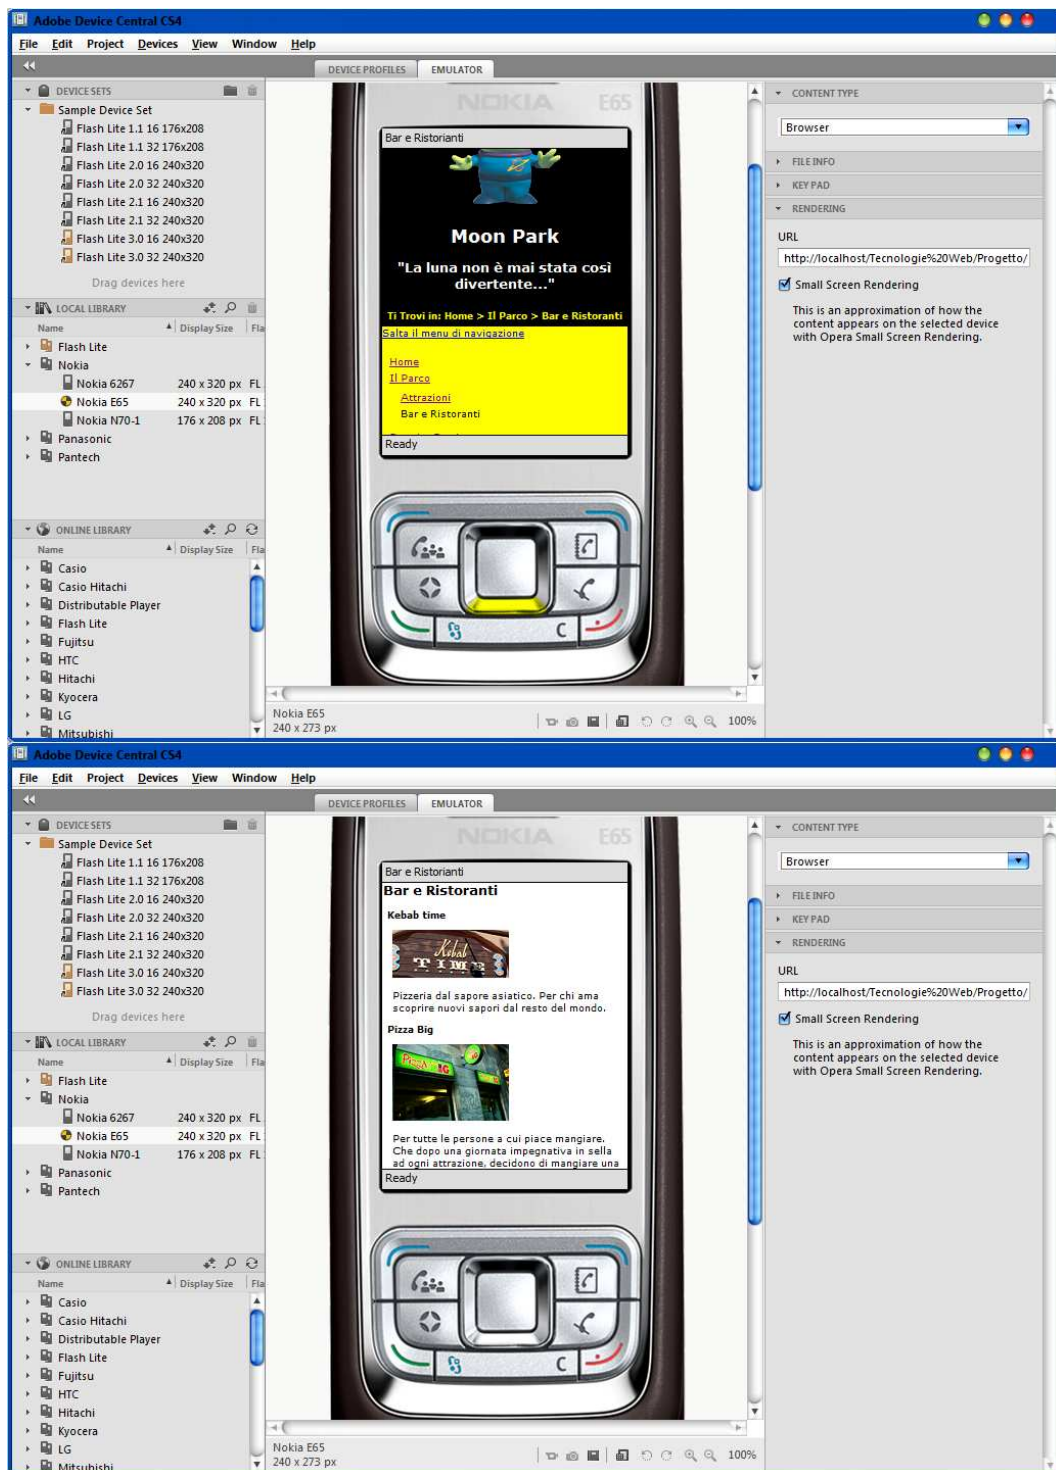 Adobe Device Central CS4
File Edit Project Devices View Window Help
DEVICE PROFILES EMULATOR
DEVICE SETS
Sample Device Set
Flash Lite 1.1 16 176x208
Flash Lite 1.1 32 176x208
Flash Lite 2.0 16 240x320
Flash Lite 2.0 32 240x320
Flash Lite 2.1 16 240x320
Flash Lite 2.1 32 240x320
Flash Lite 3.0 16 240x320
Flash Lite 3.0 32 240x320
Drag devices here
LOCAL LIBRARY
Name Display Size Fla
Flash Lite
Nokia
Nokia 6267 240 x 320 px FL
Nokia E65 240 x 320 px FL
Nokia N70-1 176 x 208 px FL
Panasonic
Pantech
ONLINE LIBRARY
Name Display Size Fla
Casio
Casio Hitachi
Distributable Player
Flash Lite
Fujitsu
HTC
Hitachi
Kyocera
LG
Mitsubishi
NOKIA E65
Bar e Ristorianti
Moon Park
"La luna non è mai stata così
divertente..."
Ti Trovi in: Home > Il Parco > Bar e Ristoranti
Salta il menu di navigazione
Home
Il Parco
Attrazioni
Bar e Ristoranti
Ready
C
Nokia E65
240 x 273 px
100%
CONTENT TYPE
Browser
FILE INFO
KEY PAD
RENDERING
URL
http://localhost/Tecnologie%20Web/Progetto/
Small Screen Rendering
This is an approximation of how the
content appears on the selected device
with Opera Small Screen Rendering.
Adobe Device Central CS4
File Edit Project Devices View Window Help
DEVICE PROFILES EMULATOR
DEVICE SETS
Sample Device Set
Flash Lite 1.1 16 176x208
Flash Lite 1.1 32 176x208
Flash Lite 2.0 16 240x320
Flash Lite 2.0 32 240x320
Flash Lite 2.1 16 240x320
Flash Lite 2.1 32 240x320
Flash Lite 3.0 16 240x320
Flash Lite 3.0 32 240x320
Drag devices here
LOCAL LIBRARY
Name Display Size Fla
Flash Lite
Nokia
Nokia 6267 240 x 320 px FL
Nokia E65 240 x 320 px FL
Nokia N70-1 176 x 208 px FL
Panasonic
Pantech
ONLINE LIBRARY
Name Display Size Fla
Casio
Casio Hitachi
Distributable Player
Flash Lite
Fujitsu
HTC
Hitachi
Kyocera
LG
Mitsubishi
NOKIA E65
Bar e Ristorianti
Bar e Ristoranti
Kebab time
Kebab
TIME
Pizzeria dal sapore asiatico. Per chi ama
scoprire nuovi sapori dal resto del mondo.
Pizza Big
Per tutte le persone a cui piace mangiare.
Che dopo una giornata impegnativa in sella
ad ogni attrazione, decidono di mangiare una
Ready
C
Nokia E65
240 x 273 px
100%
CONTENT TYPE
Browser
FILE INFO
KEY PAD
RENDERING
URL
http://localhost/Tecnologie%20Web/Progetto/
Small Screen Rendering
This is an approximation of how the
content appears on the selected device
with Opera Small Screen Rendering.